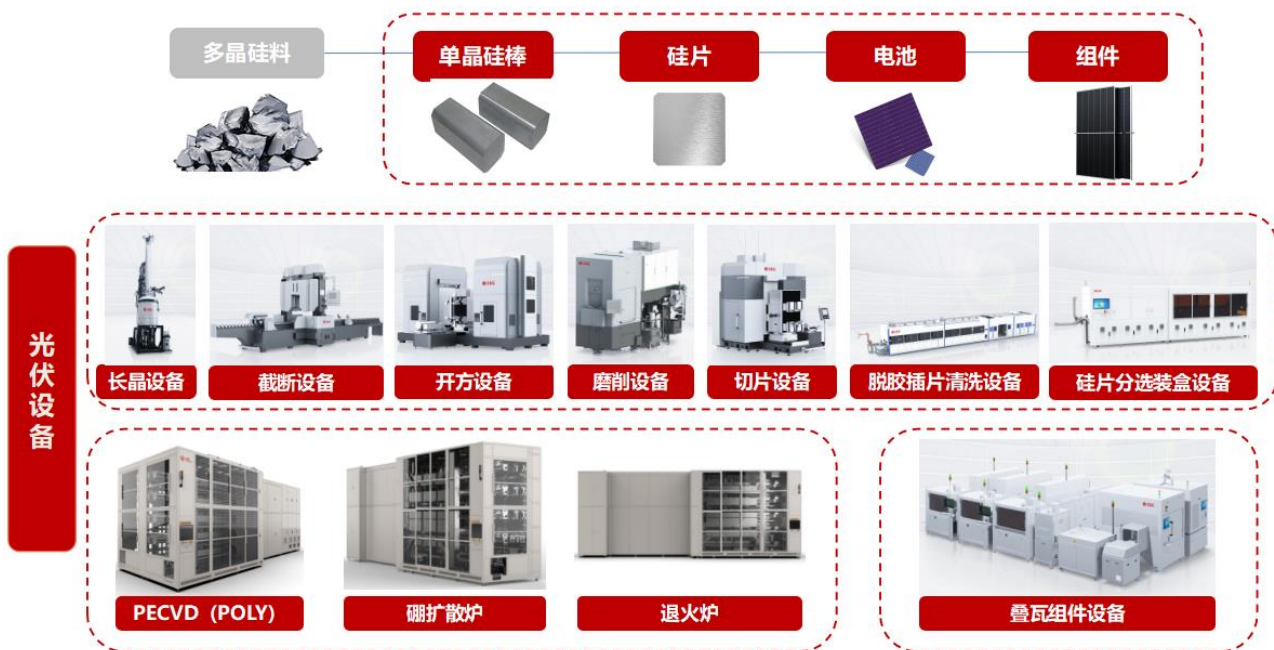 多晶硅料
单晶硅棒
硅片
电池
组件
光伏设备
长晶设备
截断设备
开方设备
磨削设备
切片设备
脱胶插片清洗设备
硅片分选装盒设备
PECVD（POLY）
硼扩散炉
退火炉
叠瓦组件设备